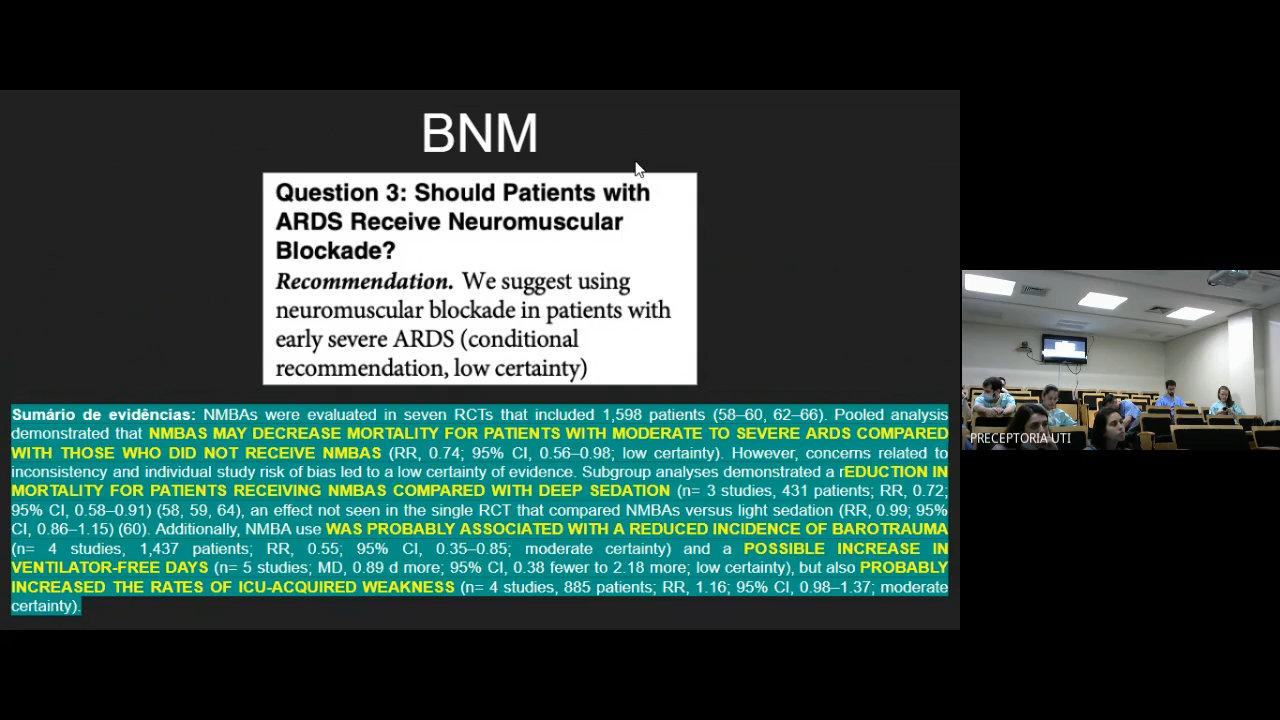 BNM
Question 3: Should Patients with
ARDS Receive Neuromuscular
Blockade?
Recommendation. We suggest using
neuromuscular blockade in patients with
early severe ARDS (conditional
recommendation, low certainty)
Sumário de evidências: NMBAs were evaluated in seven RCTs that included 1,598 patients (58–60, 62–66). Pooled analysis
demonstrated that NMBAS MAY DECREASE MORTALITY FOR PATIENTS WITH MODERATE TO SEVERE ARDS COMPARED
WITH THOSE WHO DID NOT RECEIVE NMBAS (RR, 0.74; 95% CI, 0.56–0.98; low certainty). However, concerns related to
inconsistency and individual study risk of bias led to a low certainty of evidence. Subgroup analyses demonstrated a rEDUCTION IN
MORTALITY FOR PATIENTS RECEIVING NMBAS COMPARED WITH DEEP SEDATION (n= 3 studies, 431 patients; RR, 0.72;
95% CI, 0.58–0.91) (58, 59, 64), an effect not seen in the single RCT that compared NMBAs versus light sedation (RR, 0.99; 95%
CI, 0.86–1.15) (60). Additionally, NMBA use WAS PROBABLY ASSOCIATED WITH A REDUCED INCIDENCE OF BAROTRAUMA
(n= 4 studies, 1,437 patients; RR, 0.55; 95% CI, 0.35–0.85; moderate certainty) and a POSSIBLE INCREASE IN
VENTILATOR-FREE DAYS (n= 5 studies; MD, 0.89 d more; 95% CI, 0.38 fewer to 2.18 more; low certainty), but also PROBABLY
INCREASED THE RATES OF ICU-ACQUIRED WEAKNESS (n= 4 studies, 885 patients; RR, 1.16; 95% CI, 0.98–1.37; moderate
certainty).
PRECEPTORIA UTI